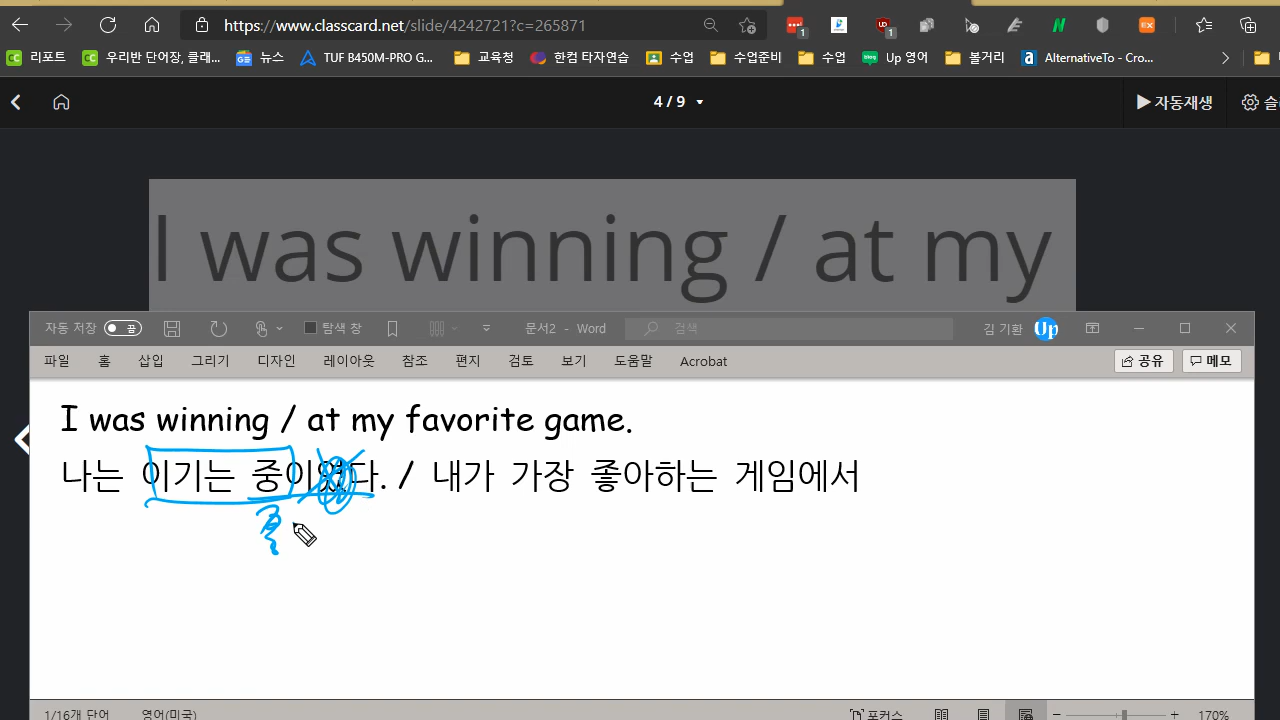 https://www.classcard.net/slide/4242721?c=265871
1 1
리포트 우리반 단어장, 클래... 뉴스 TUF B450M-PRO G... 교육청 한컴 타자연습 수업 수업준비 수업 Up 영어 볼거리 AlternativeTo - Cro...
4 / 9 자동재생 슬
I was winning / at my
자동 저장 끔 탐색 창 문서2 - Word 검색 김 기환 Up
파일 홈 삽입 그리기 디자인 레이아웃 참조 편지 검토 보기 도움말 Acrobat 공유 메모
I was winning / at my favorite game.
나는 이기는 중이었다. / 내가 가장 좋아하는 게임에서
1/16개 단어 영어(미국) 포커스 170%